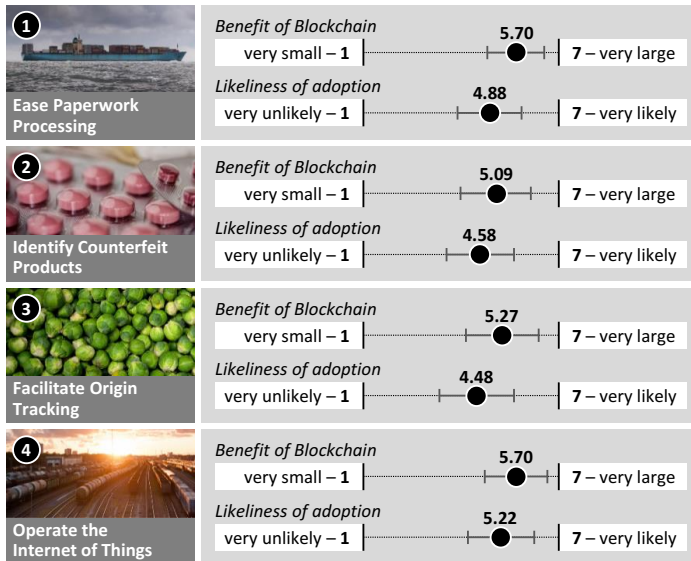 1
Ease Paperwork
Processing
Benefit of Blockchain
5.70
very small – 1
7 – very large
Likeliness of adoption
4.88
very unlikely – 1
7 – very likely
2
Identify Counterfeit
Products
Benefit of Blockchain
5.09
very small – 1
7 – very large
Likeliness of adoption
4.58
very unlikely – 1
7 – very likely
3
Facilitate Origin
Tracking
Benefit of Blockchain
5.27
very small – 1
7 – very large
Likeliness of adoption
4.48
very unlikely – 1
7 – very likely
4
Operate the
Internet of Things
Benefit of Blockchain
5.70
very small – 1
7 – very large
Likeliness of adoption
5.22
very unlikely – 1
7 – very likely